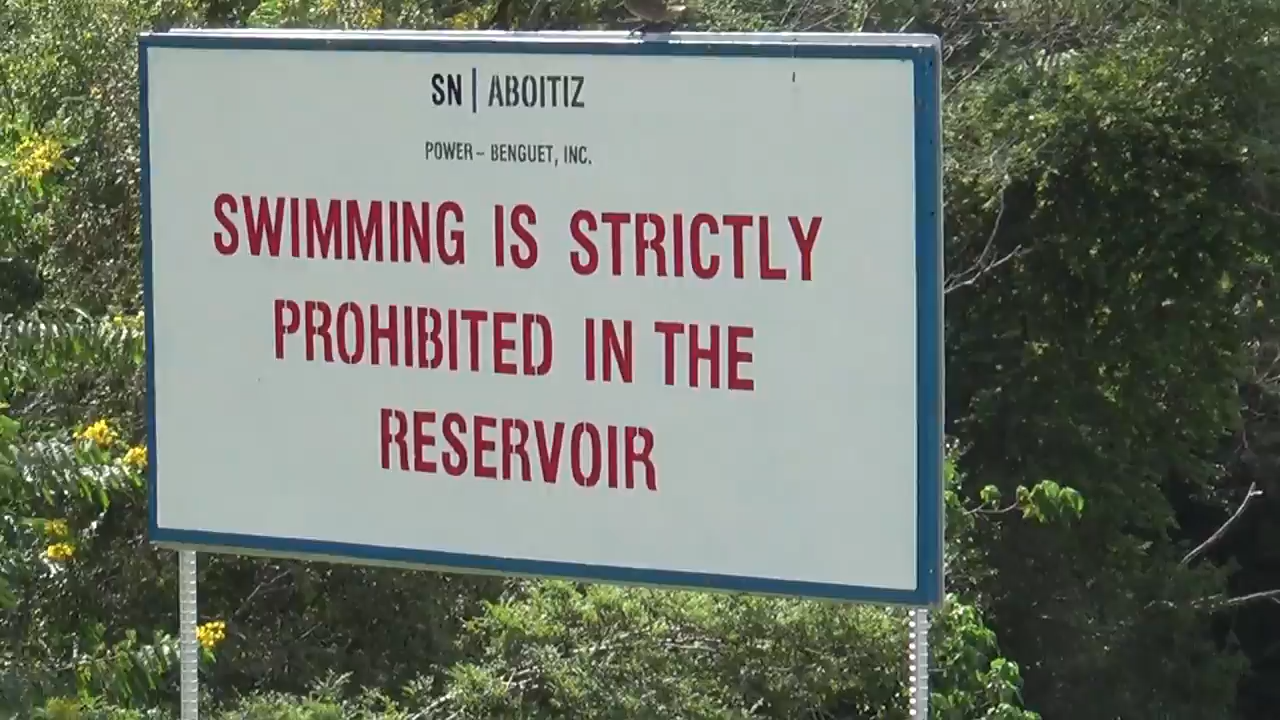 SN | ABOITIZ
POWER – BENGUET, INC.
SWIMMING IS STRICTLY
PROHIBITED IN THE
RESERVOIR